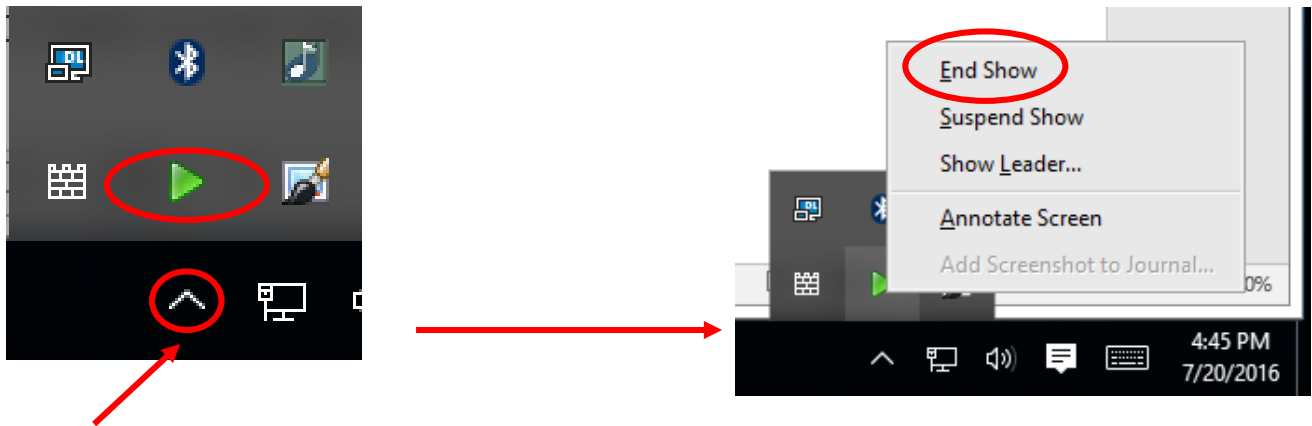 DL
End Show
Suspend Show
Show Leader...
Annotate Screen
Add Screenshot to Journal...
DL
0%
4:45 PM
7/20/2016